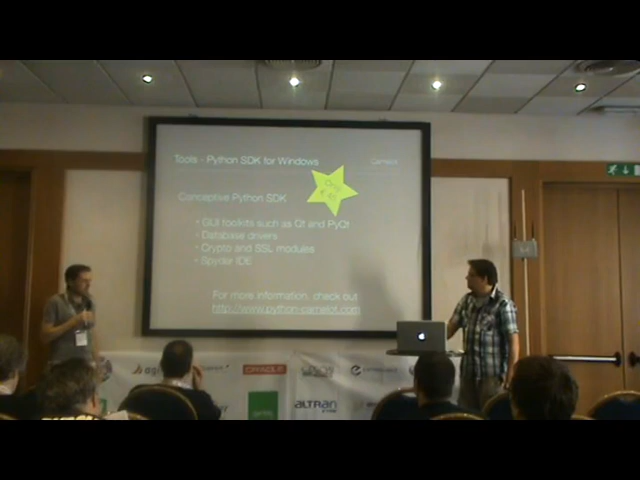 Tools - Python SDK for Windows
Camelot
Conceptive Python SDK
• GUI toolkits such as Qt and PyQt
• Database drivers
• Crypto and SSL modules
• Spyder IDE
For more information, check out
http://www.python-camelot.com
ORACLE
ALTRAN